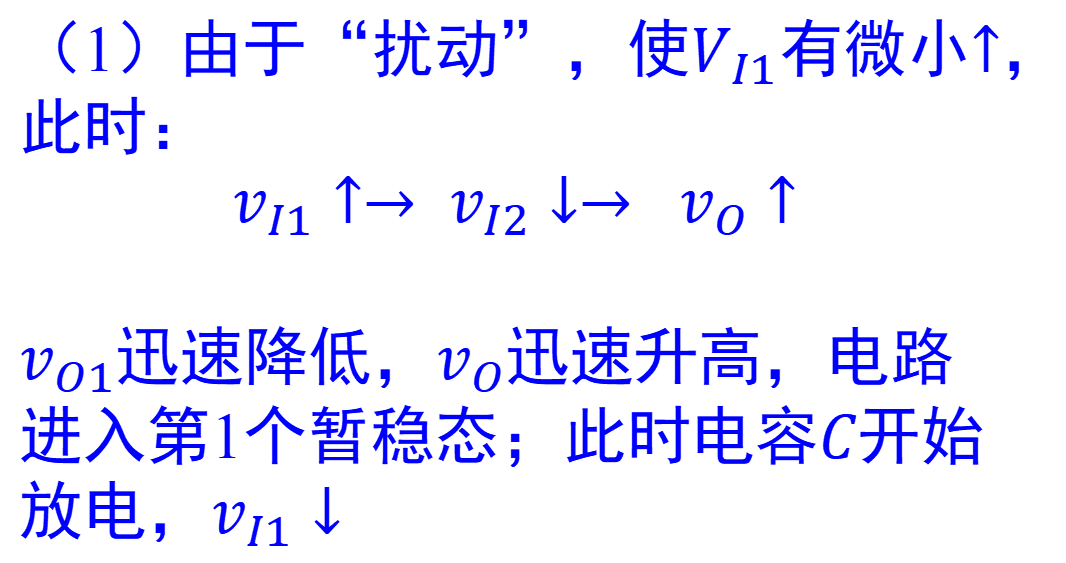 （1）由于“扰动”，使V_{I1}有微小↑，
此时：
v_{I1}↑→ v_{I2}↓→ v_O↑
v_{O1}迅速降低，v_O迅速升高，电路
进入第1个暂稳态；此时电容C开始
放电，v_{I1}↓